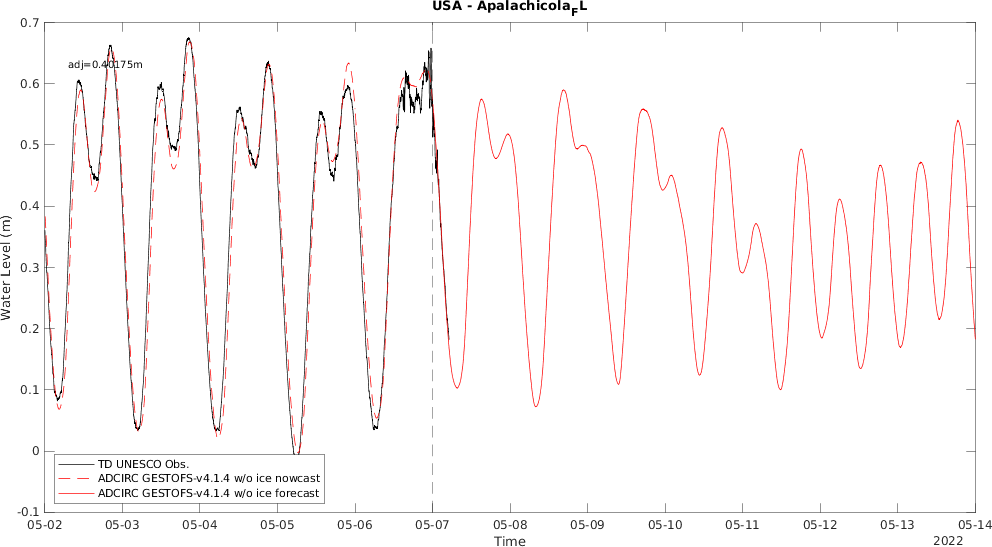 USA - Apalachicola_FL
0.7
adj=0.40175m
0.6
0.5
0.4
0.3
0.2
0.1
0
-0.1
Water Level (m)
TD UNESCO Obs.
ADCIRC GESTOFS-v4.1.4 w/o ice nowcast
ADCIRC GESTOFS-v4.1.4 w/o ice forecast
05-02 05-03 05-04 05-05 05-06 05-07 05-08 05-09 05-10 05-11 05-12 05-13 05-14
Time
2022